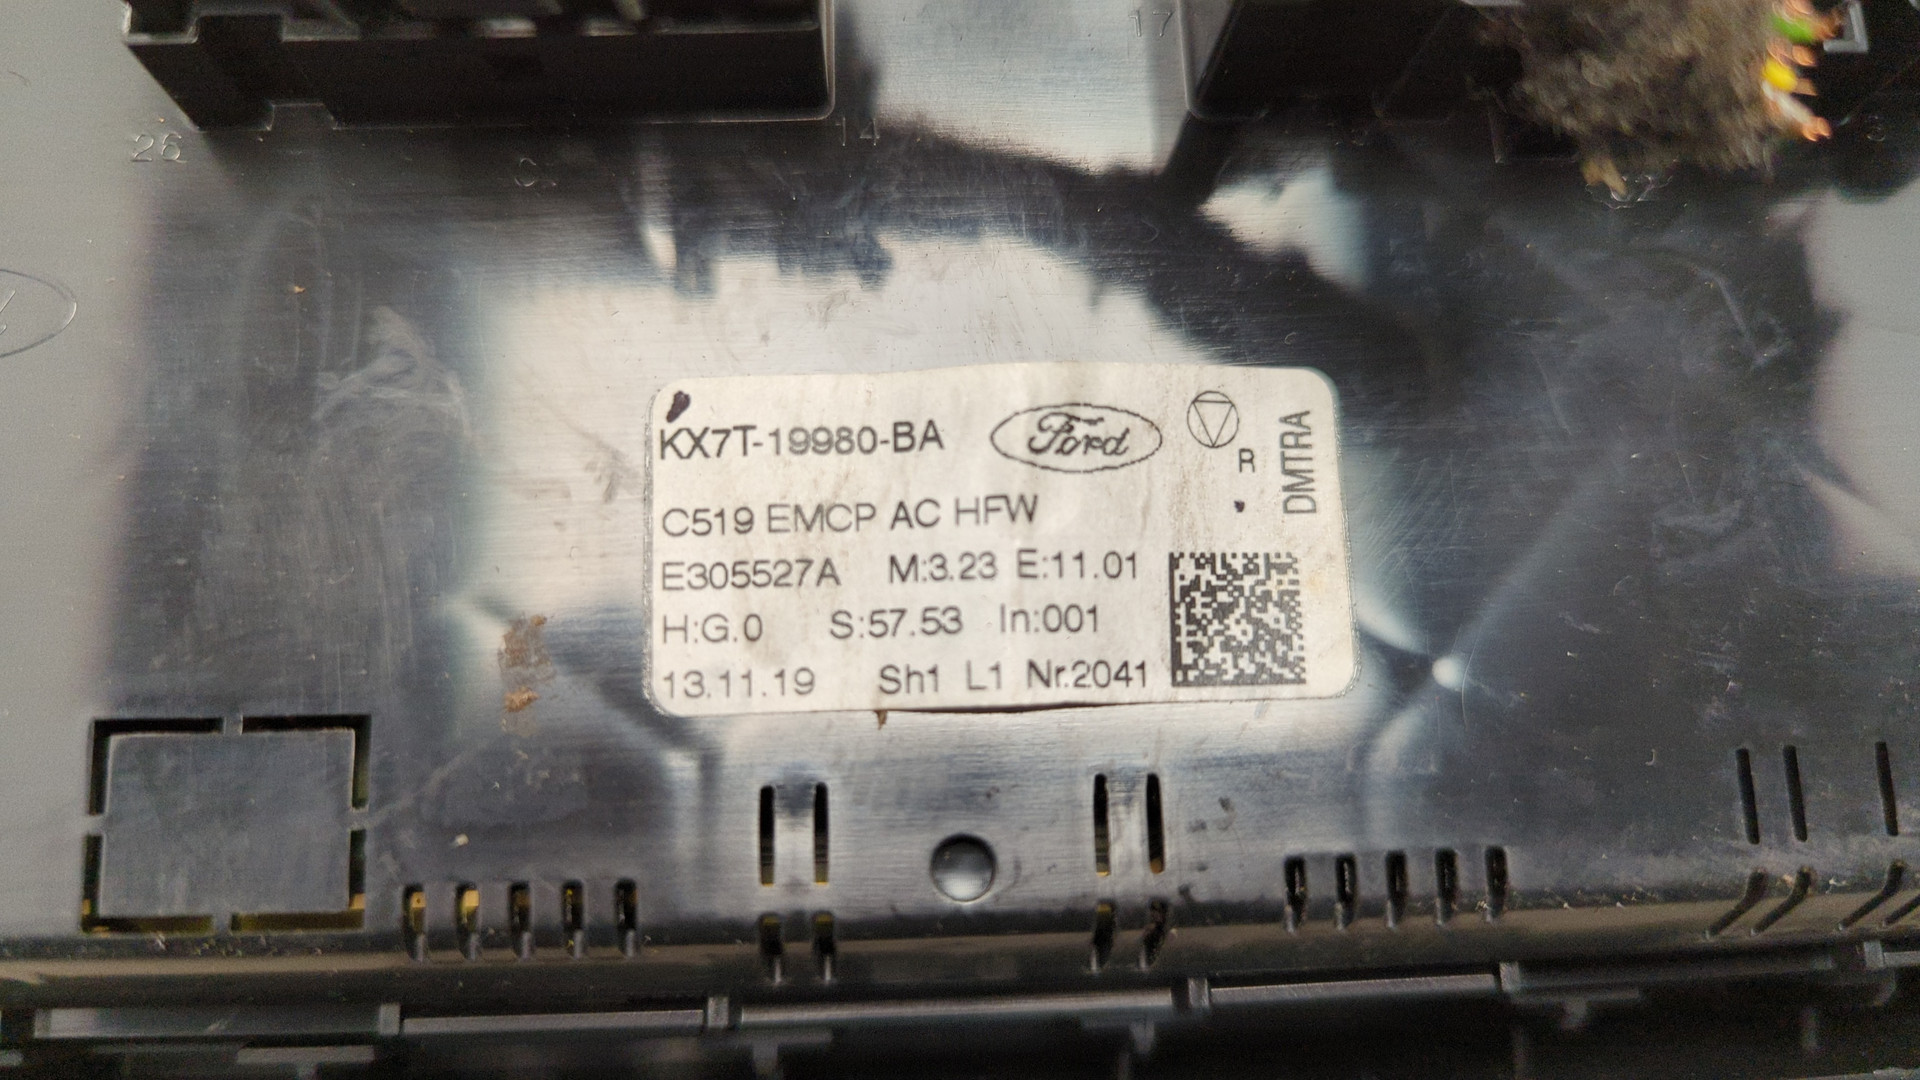 17
26
14
KX7T-19980-BA
Ford
R
DMTRA
C519 EMCP AC HFW
E305527A M:3.23 E:11.01
H:G.0 S:57.53 In:001
13.11.19 Sh1 L1 Nr.2041